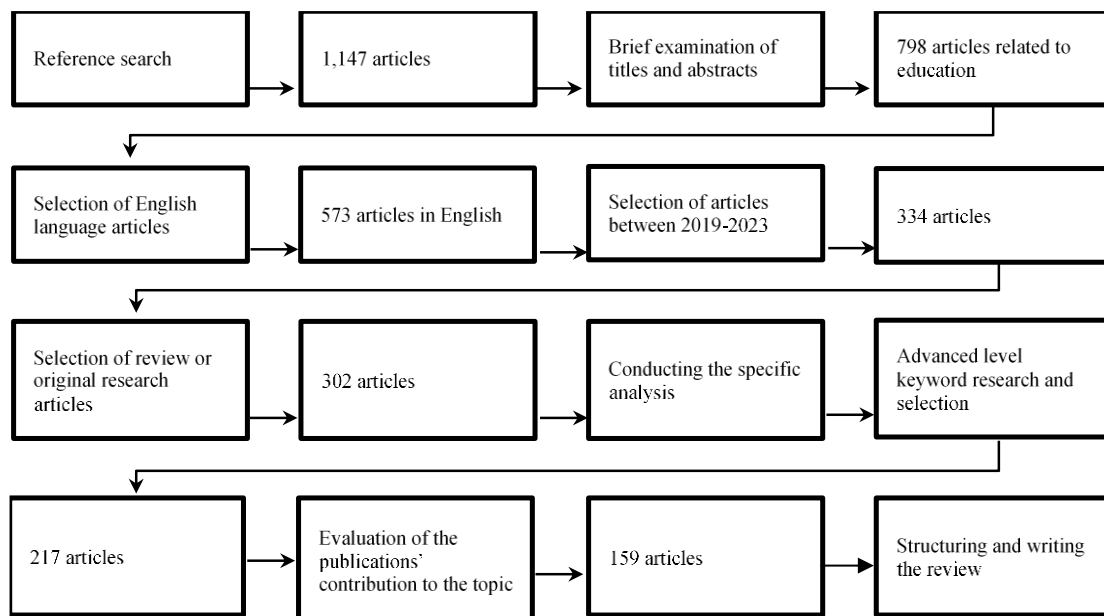 Reference search
1,147 articles
Brief examination of
titles and abstracts
798 articles related to
education
Selection of English
language articles
573 articles in English
Selection of articles
between 2019-2023
334 articles
Selection of review or
original research
articles
302 articles
Conducting the specific
analysis
Advanced level
keyword research and
selection
217 articles
Evaluation of the
publications’
contribution to the topic
159 articles
Structuring and writing
the review